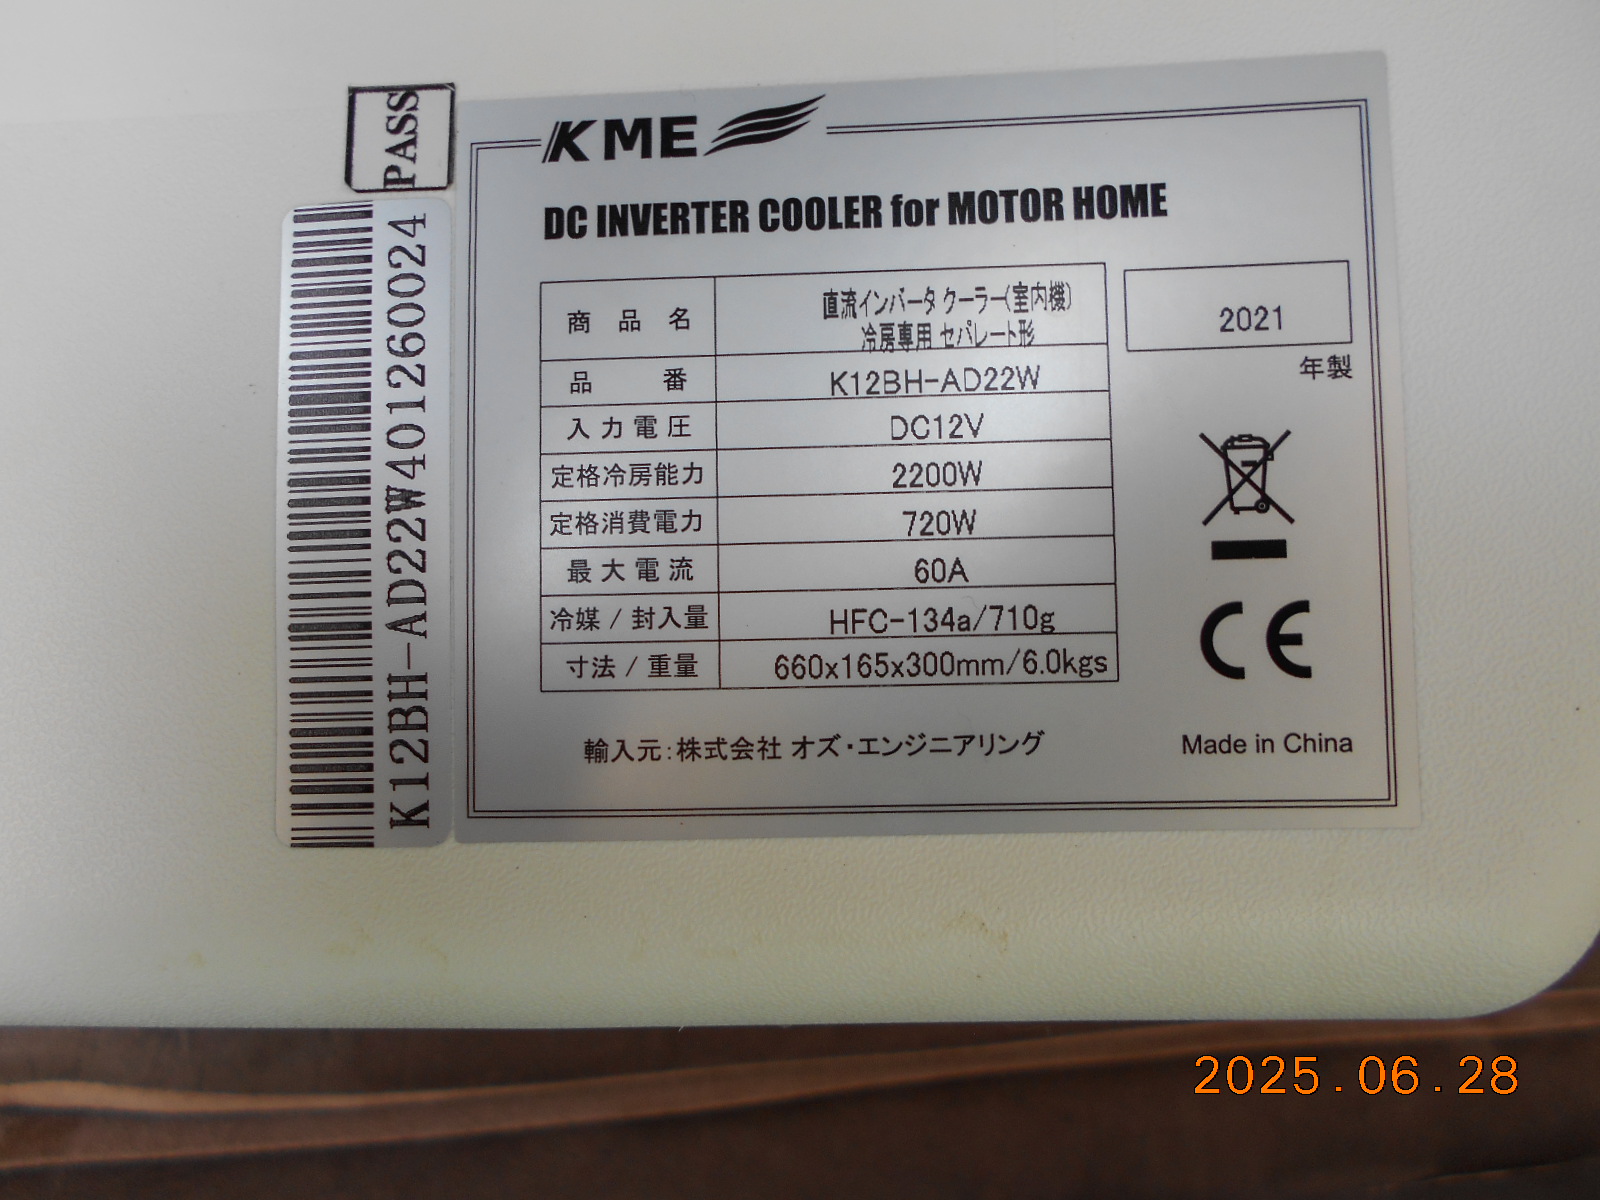 PASS
K12BH-AD22W401260024
KME
DC INVERTER COOLER for MOTOR HOME
商品名 直流インバータ クーラー(室内機)
冷房専用 セパレート形
品番 K12BH-AD22W
入力電圧 DC12V
定格冷房能力 2200W
定格消費電力 720W
最大電流 60A
冷媒 / 封入量 HFC-134a/710g
寸法 / 重量 660x165x300mm/6.0kgs
2021
年製
CE
輸入元:株式会社 オズ・エンジニアリング
Made in China
2025.06.28